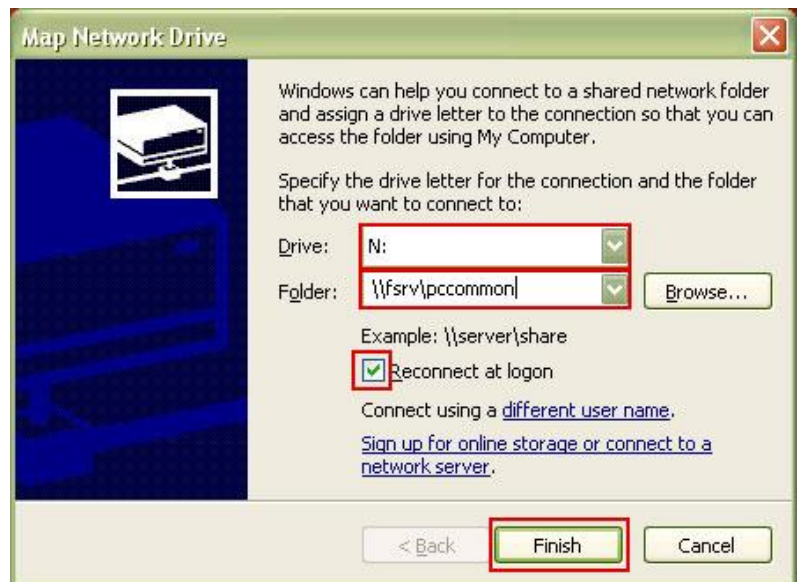 Map Network Drive
Windows can help you connect to a shared network folder
and assign a drive letter to the connection so that you can
access the folder using My Computer.
Specify the drive letter for the connection and the folder
that you want to connect to:
Drive: N:
Folder: \\fsrv\pccommon Browse...
Example: \\server\share
Reconnect at logon
Connect using a different user name.
Sign up for online storage or connect to a
network server.
< Back Finish Cancel